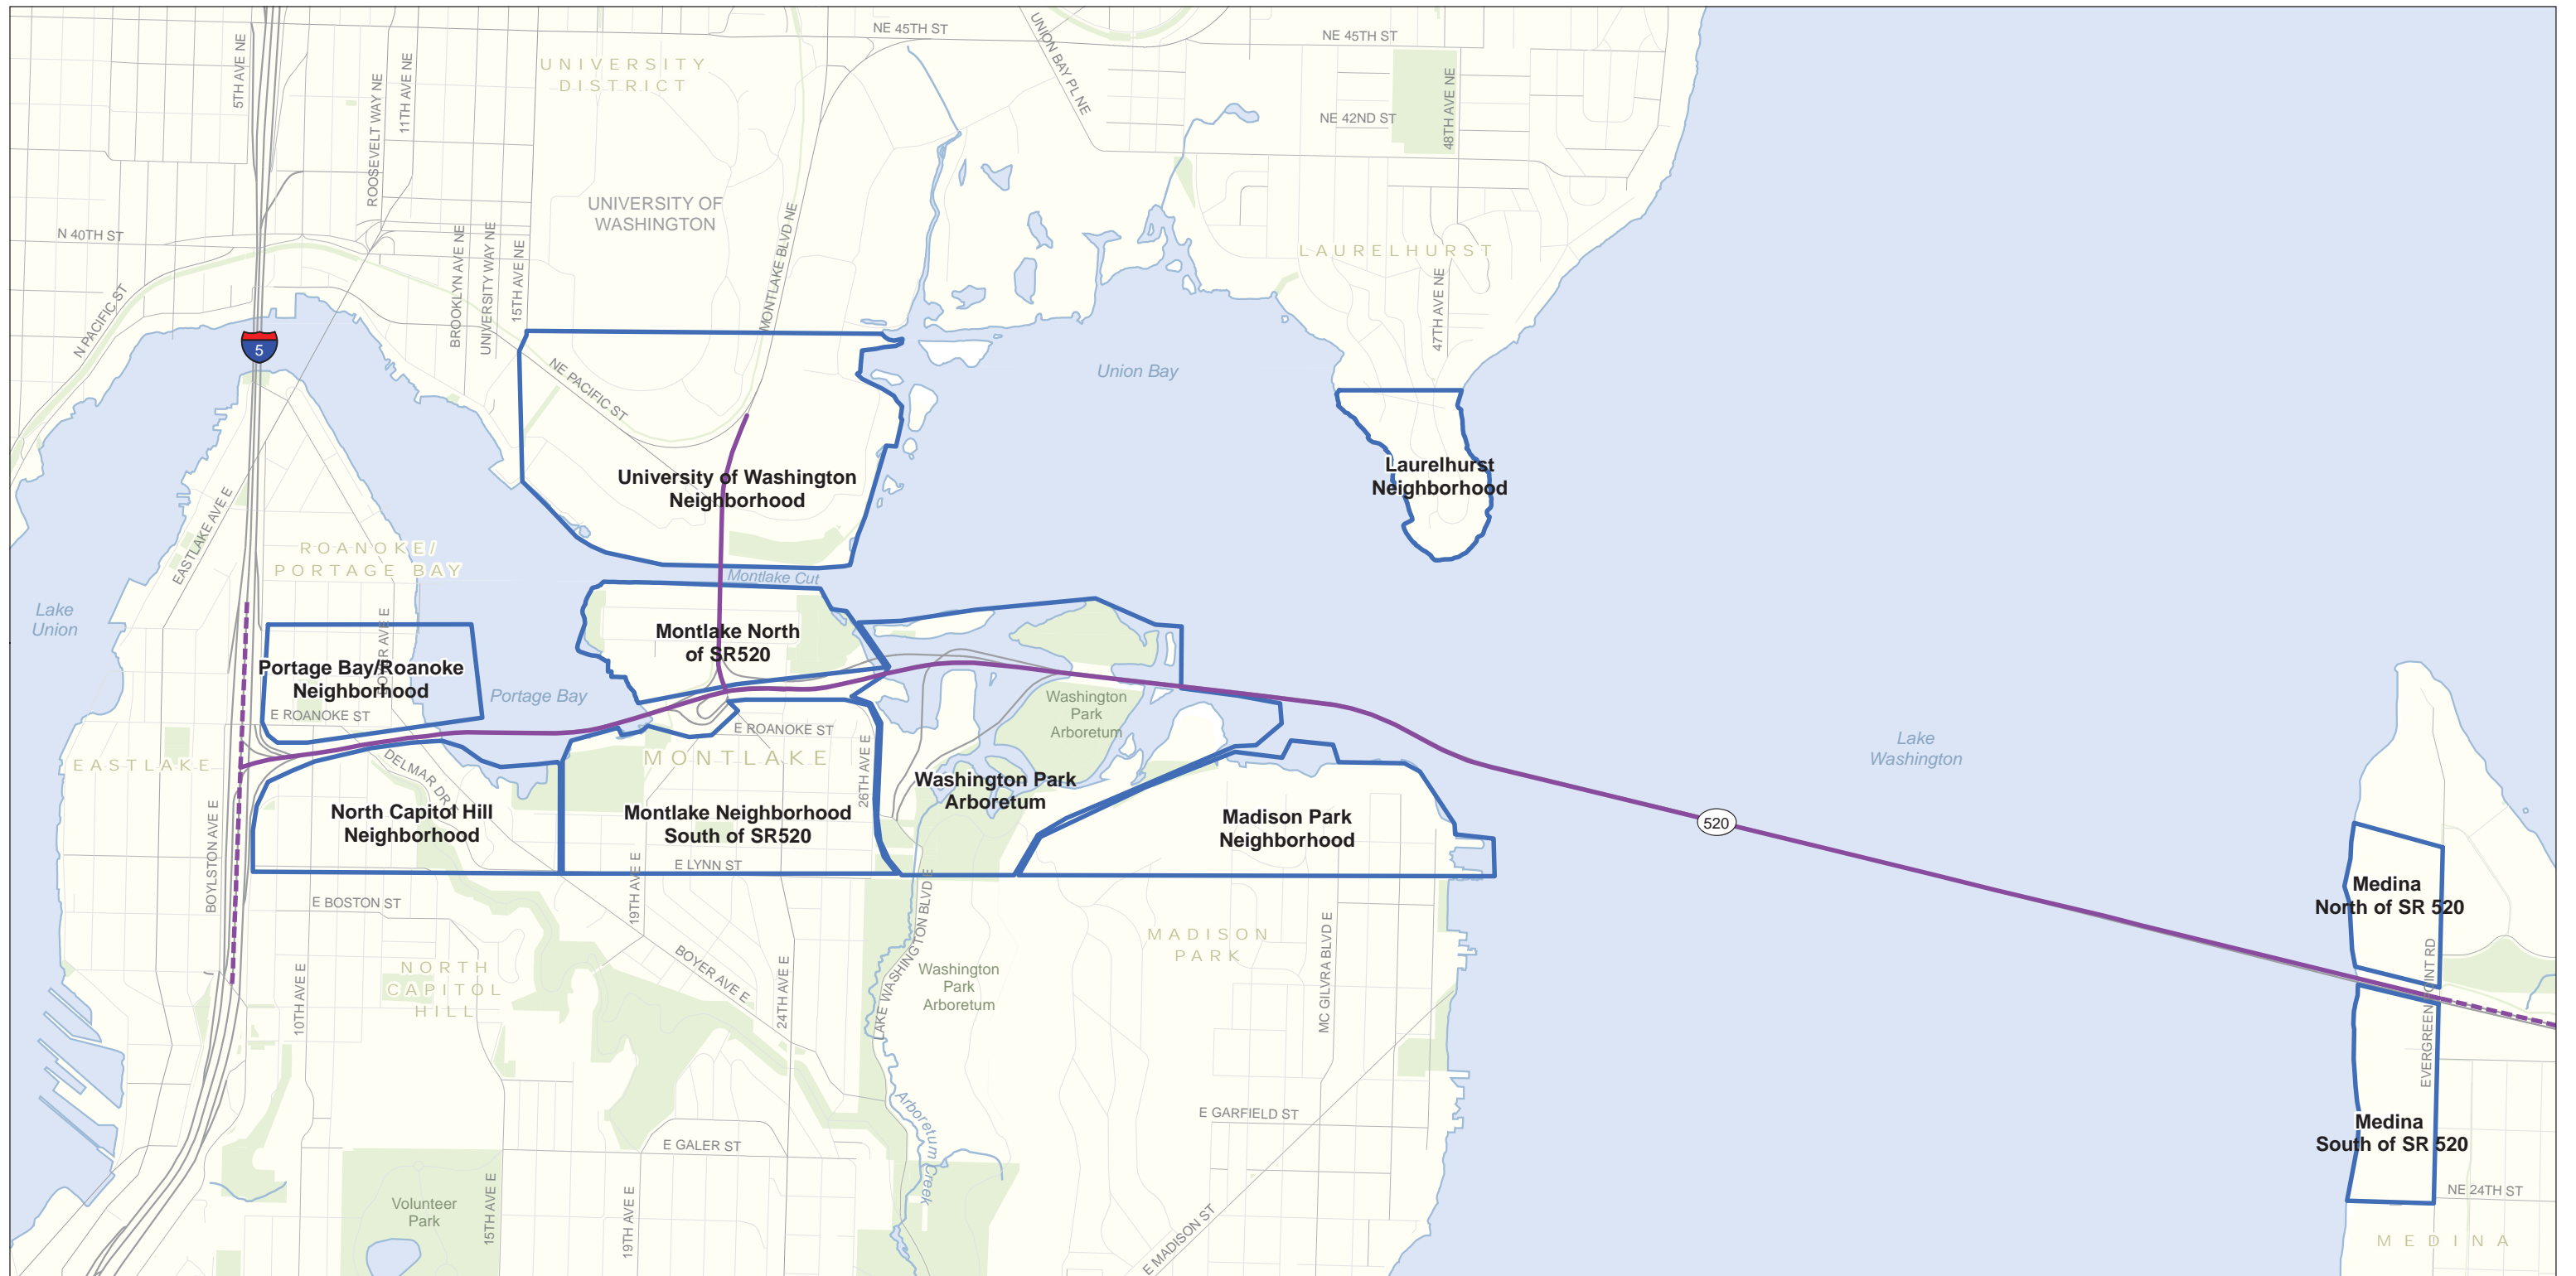 NE 45TH ST
NE 45TH ST
5TH AVE NE
ROOSEVELT WAY NE
11TH AVE NE
UNIVERSITY
DISTRICT
UNION BAY PL NE
48TH AVE NE
NE 42ND ST
UNIVERSITY OF
WASHINGTON
N 40TH ST
BROOKLYN AVE NE
UNIVERSITY WAY NE
15TH AVE NE
MONTLAKE BLVD NE
LAURELHURST
47TH AVE NE
N PACIFIC ST
5
NE PACIFIC ST
Union Bay
University of Washington
Neighborhood
Laurelhurst
Neighborhood
EASTLAKE AVE E
ROANOKE/
PORTAGE BAY
Montlake Cut
Lake
Union
Portage Bay/Roanoke
Neighborhood
E ROANOKE ST
Portage Bay
Montlake North
of SR520
Washington
Park
Arboretum
E ROANOKE ST
MONTLAKE
26TH AVE E
EASTLAKE
DELMAR DR E
North Capitol Hill
Neighborhood
Montlake Neighborhood
South of SR520
Washington Park
Arboretum
Madison Park
Neighborhood
520
Lake
Washington
Medina
North of SR 520
BOYLSTON AVE E
E LYNN ST
19TH AVE E
E BOSTON ST
LAKE WASHINGTON BLVD E
MADISON
PARK
MC GILVRA BLVD E
EVERGREEN POINT RD
NORTH
CAPITOL
HILL
10TH AVE E
BOYER AVE E
24TH AVE E
Washington
Park
Arboretum
Arboretum Creek
E GARFIELD ST
E GALER ST
Medina
South of SR 520
NE 24TH ST
Volunteer
Park
15TH AVE E
19TH AVE E
E MADISON ST
MEDINA